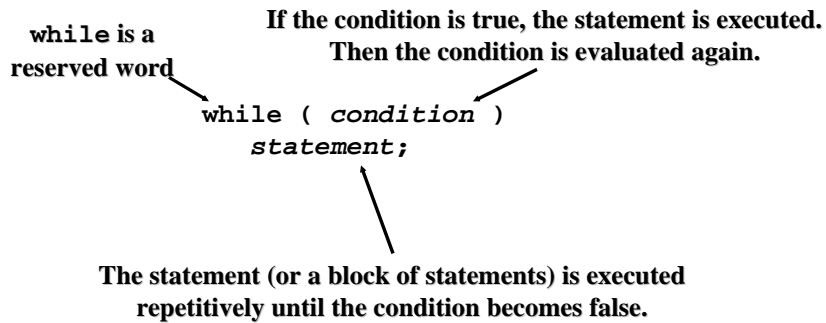 while is a
reserved word
If the condition is true, the statement is executed.
Then the condition is evaluated again.
while ( condition )
statement;
The statement (or a block of statements) is executed
repetitively until the condition becomes false.